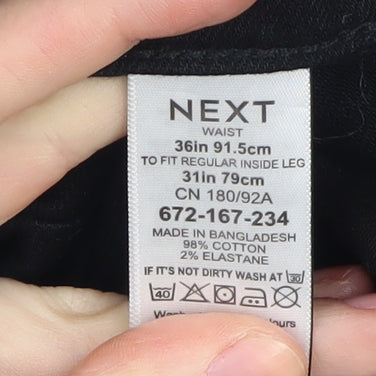 NEXT
WAIST
36in 91.5cm
TO FIT REGULAR INSIDE LEG
31in 79cm
CN 180/92A
672-167-234
MADE IN BANGLADESH
98% COTTON
2% ELASTANE
IF IT'S NOT DIRTY WASH AT 30
40